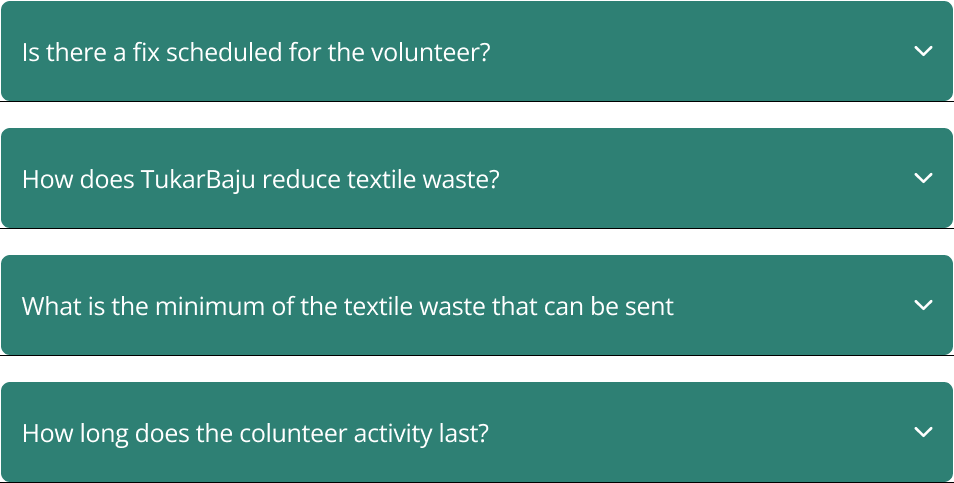 Is there a fix scheduled for the volunteer?
How does TukarBaju reduce textile waste?
What is the minimum of the textile waste that can be sent
How long does the colunteer activity last?